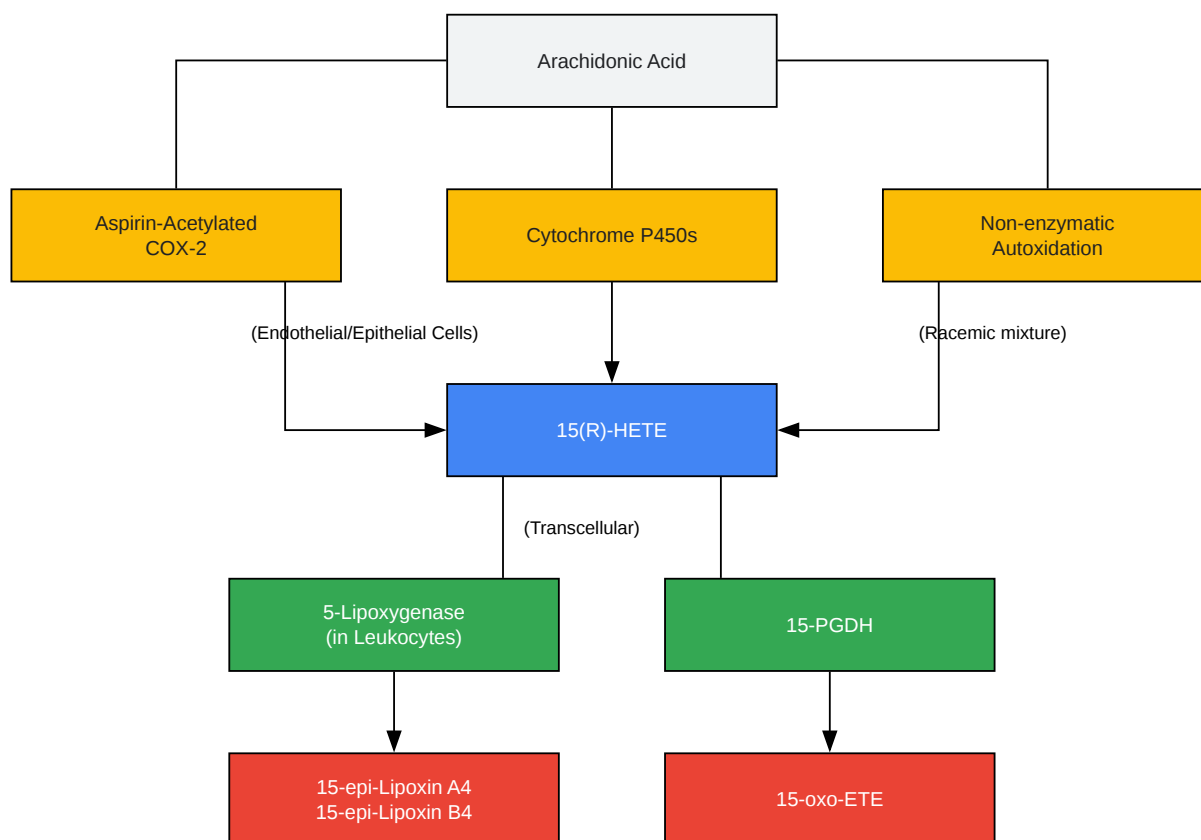 Arachidonic Acid
Aspirin-Acetylated
COX-2
Cytochrome P450s
Non-enzymatic
Autoxidation
(Endothelial/Epithelial Cells)
(Racemic mixture)
15(R)-HETE
(Transcellular)
5-Lipoxygenase
(in Leukocytes)
15-PGDH
15-epi-Lipoxin A4
15-epi-Lipoxin B4
15-oxo-ETE